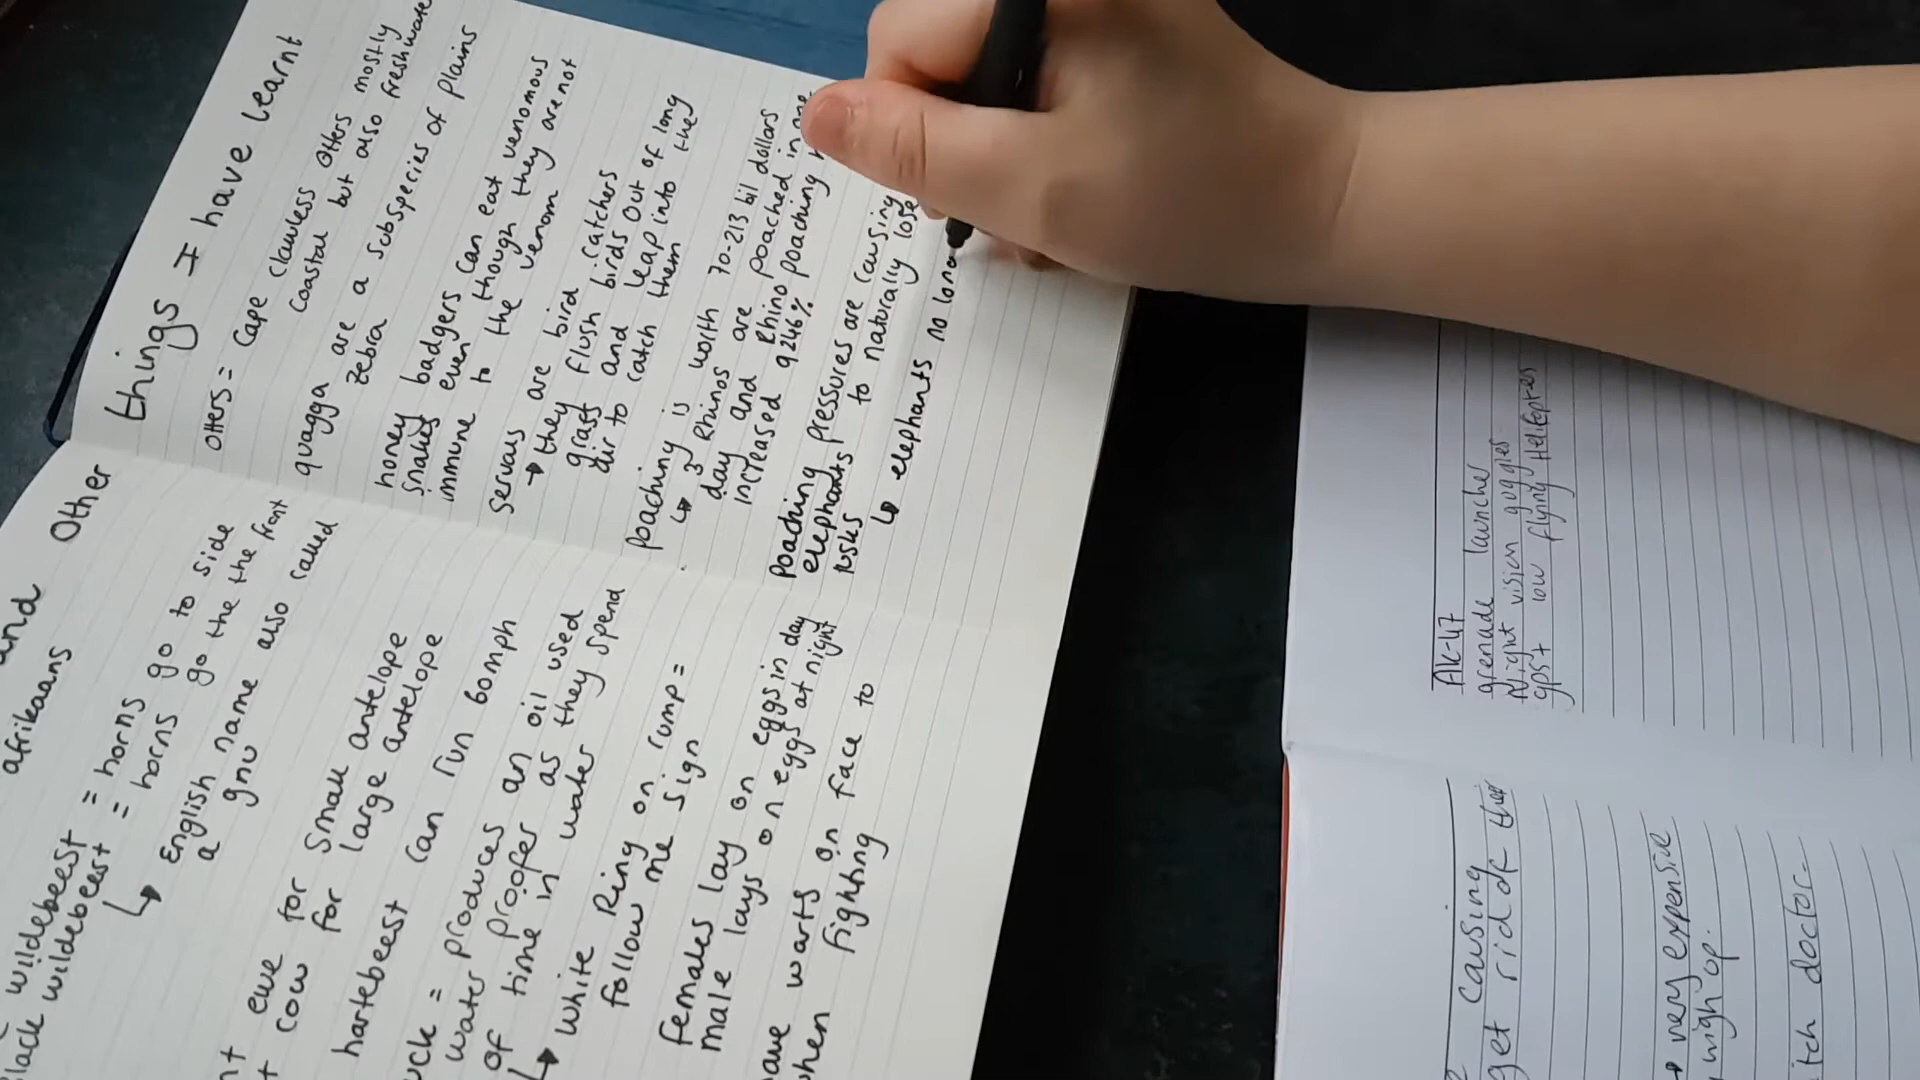 and Other
afrikaans
wildebeest = horns go to side
black wildebeest = horns go the the front
↳ English name also called
a gnu
ewe for small antelope
cow for large antelope
hartebeest can run 60mph
uck = produces an oil used
water proofer as they spend
of time in water
↳ White Ring on rump =
follow me sign
females lay on eggs in day
male lays on eggs at night
have warts on face to
when fighting
things I have learnt
otters = Cape clawless otters mostly
coastal but also freshwate
quagga are a subspecies of plains
zebra
honey badgers can eat venomous
snakes even though they are not
immune to the venom
servals are bird catchers
→ they flush birds out of long
grass and leap into the
air to catch them
Poaching is worth 70-213 bil dollars
↳ 3 Rhinos are poached in one
day and Rhino poaching h
increased 9246%
Poaching pressures are causing
elephants to naturally lose
tusks
↳ elephants no long
AK-47
grenade launcher
Night vision goggles
gpst low flying Helicopters
causing
get rid of their
→ very expensive
high up.
itch doctor=